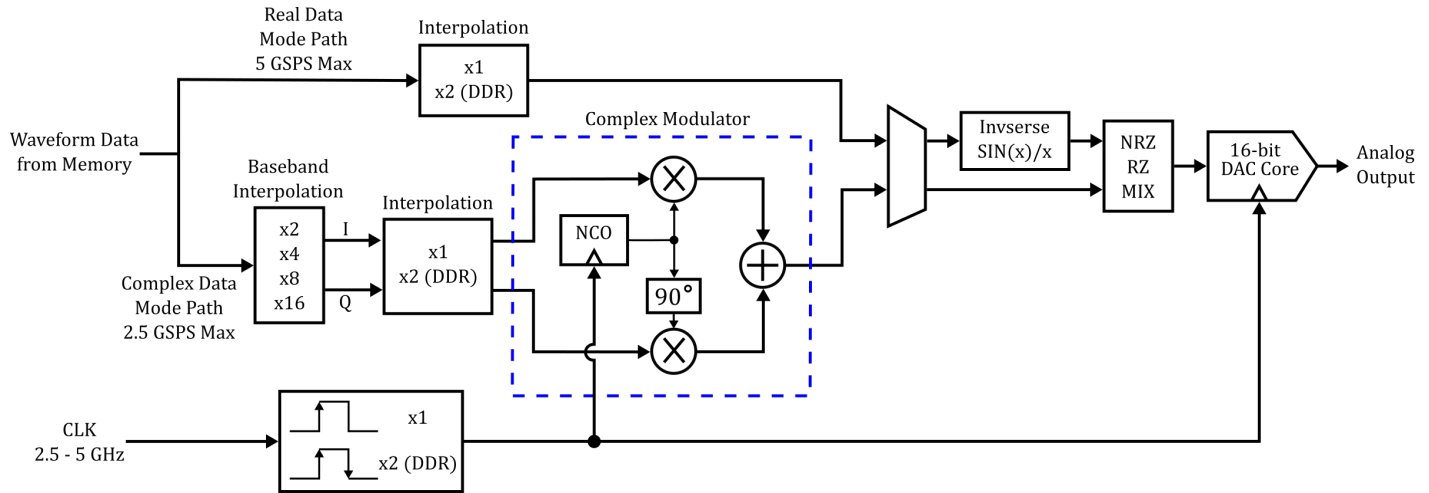 Real Data
Mode Path
5 GSPS Max
Interpolation
x1
x2 (DDR)
Complex Modulator
Waveform Data
from Memory
Baseband
Interpolation
x2
x4
x8
x16
I
Q
Interpolation
x1
x2 (DDR)
NCO
90°
Complex Data
Mode Path
2.5 GSPS Max
Invserse
SIN(x)/x
NRZ
RZ
MIX
16-bit
DAC Core
Analog
Output
CLK
2.5 - 5 GHz
x1
x2 (DDR)